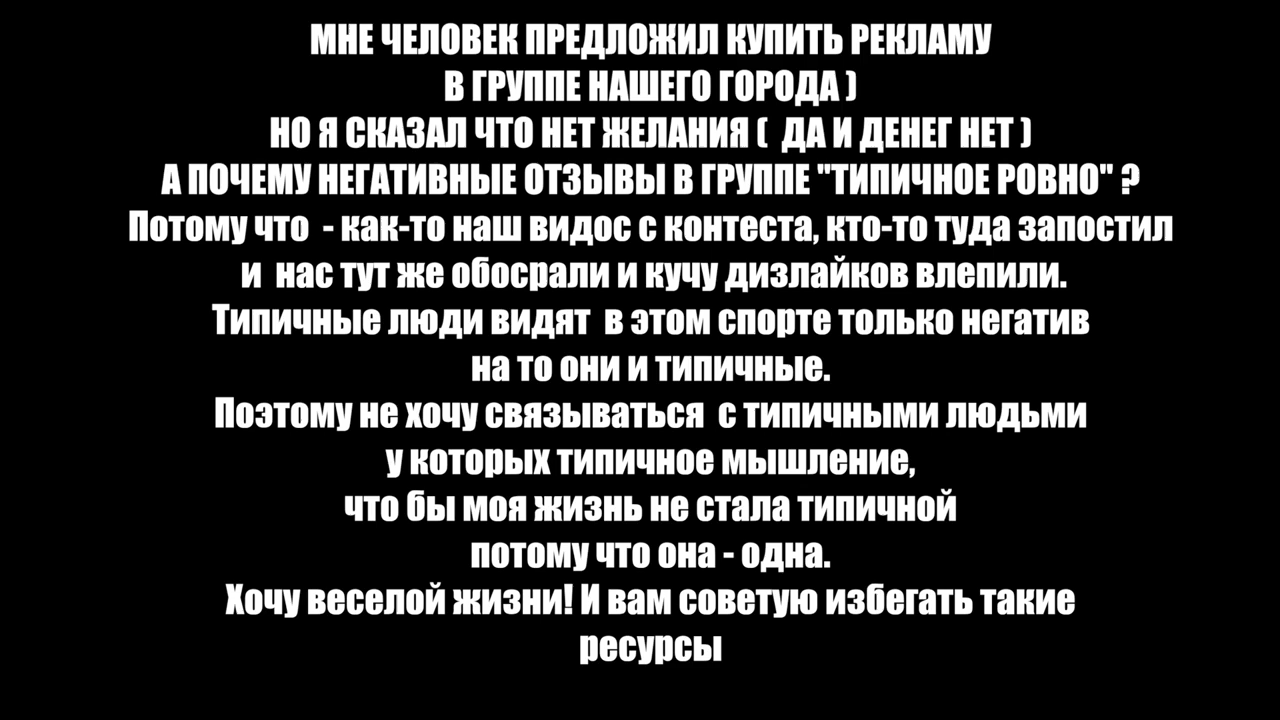 МНЕ ЧЕЛОВЕК ПРЕДЛОЖИЛ КУПИТЬ РЕКЛАМУ
В ГРУППЕ НАШЕГО ГОРОДА )
НО Я СКАЗАЛ ЧТО НЕТ ЖЕЛАНИЯ ( ДА И ДЕНЕГ НЕТ )
А ПОЧЕМУ НЕГАТИВНЫЕ ОТЗЫВЫ В ГРУППЕ "ТИПИЧНОЕ РОВНО" ?
Потому что - как-то наш видос с контеста, кто-то туда запостил
и нас тут же обосрали и кучу дизлайков влепили.
Типичные люди видят в этом спорте только негатив
на то они и типичные.
Поэтому не хочу связываться с типичными людьми
у которых типичное мышление,
что бы моя жизнь не стала типичной
потому что она - одна.
Хочу веселой жизни! И вам советую избегать такие
ресурсы